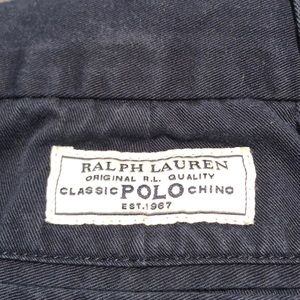 RALPH LAUREN
ORIGINAL R.L. QUALITY
CLASSIC POLO CHINO
EST. 1967